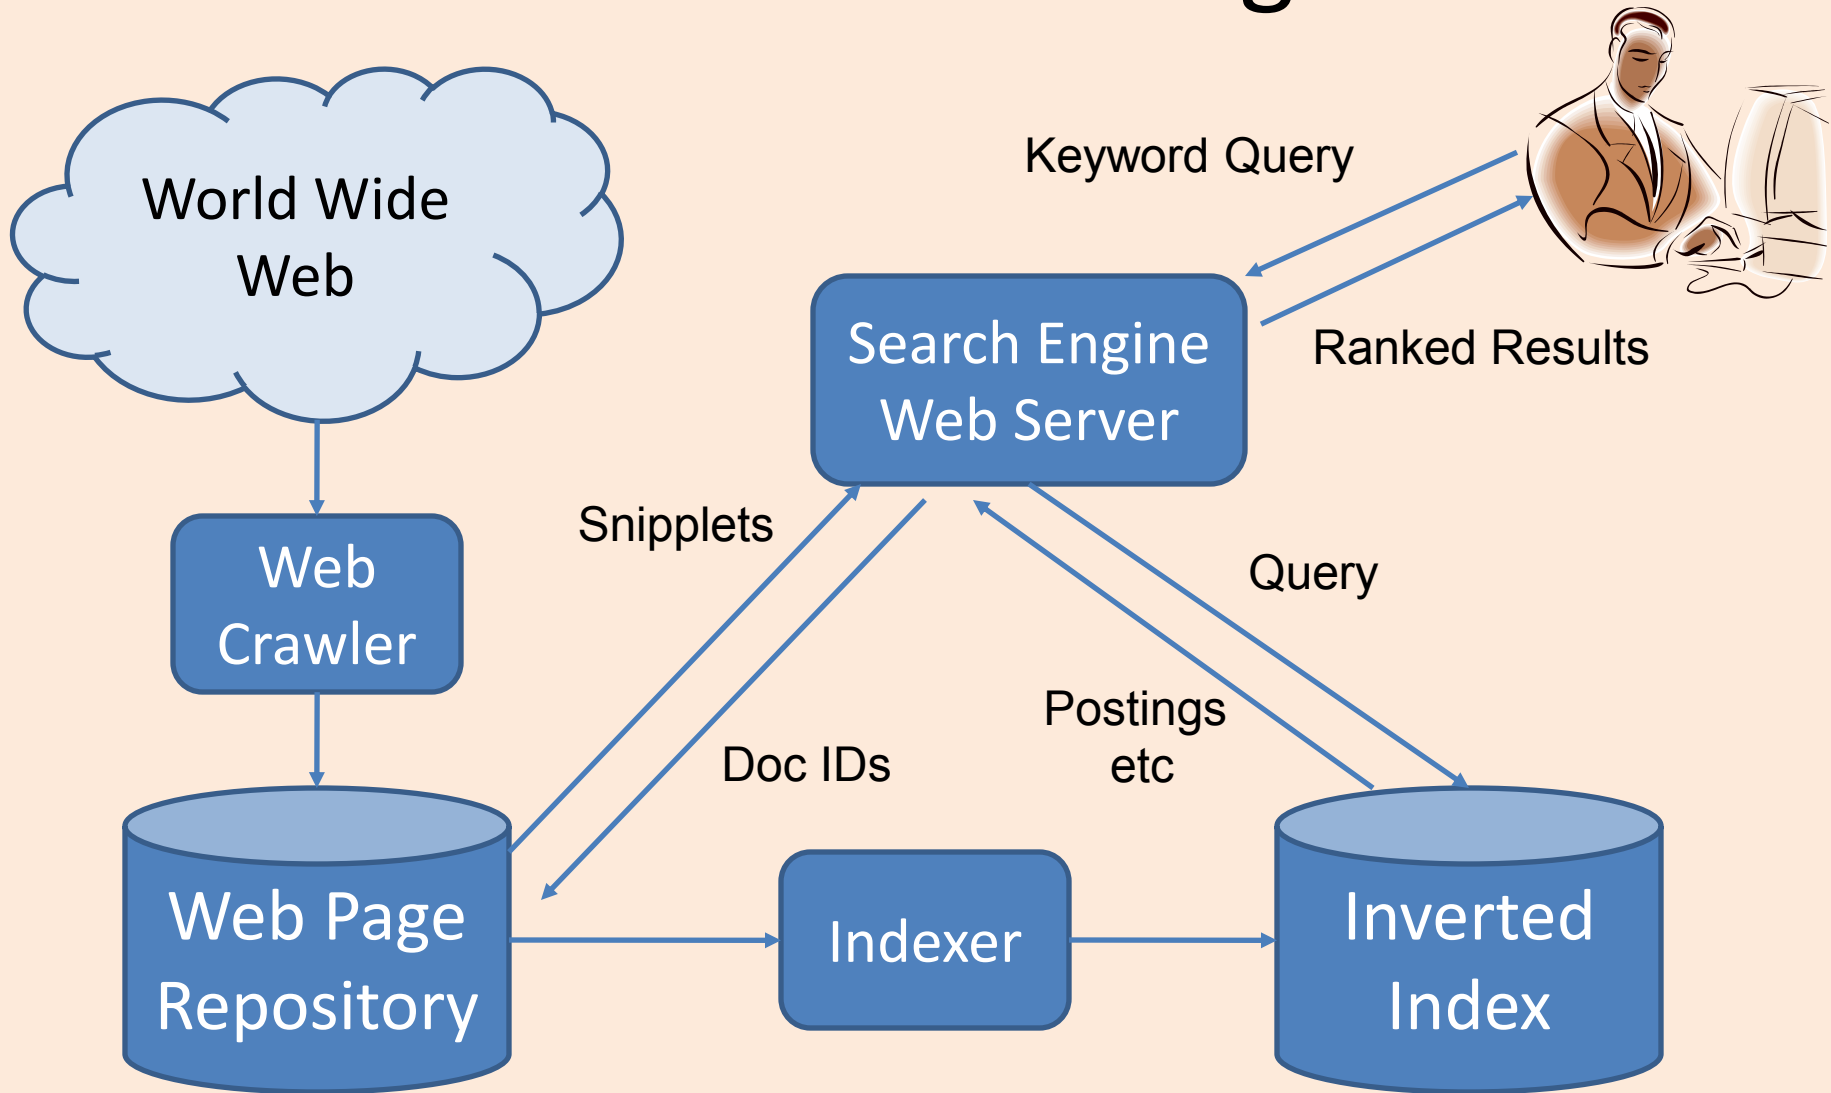 World Wide
Web
Keyword Query
Search Engine
Web Server
Ranked Results
Snipplets
Web
Crawler
Query
Postings
etc
Doc IDs
Web Page
Repository
Indexer
Inverted
Index